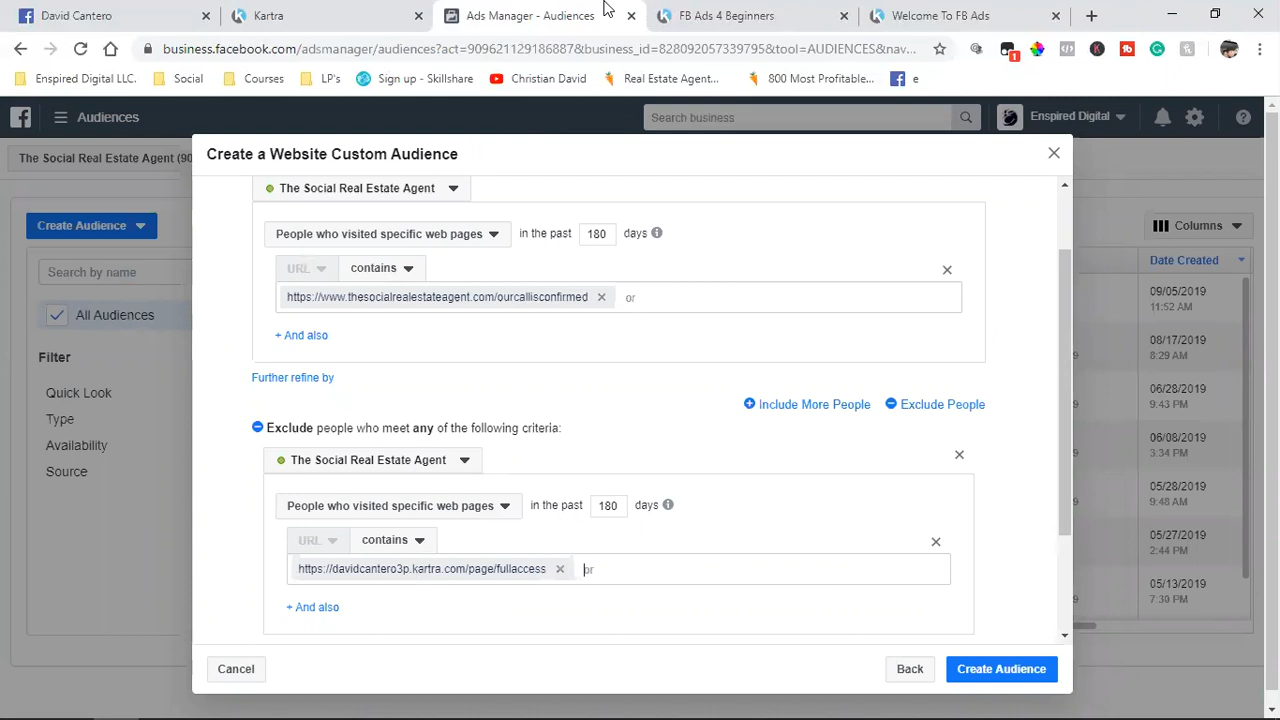 David Cantero
Kartra
Ads Manager - Audiences
FB Ads 4 Beginners
Welcome To FB Ads
business.facebook.com/adsmanager/audiences?act=909621129186887&business_id=828092057339795&tool=AUDIENCES&nav...
1
Enspired Digital LLC.
Social
Courses
LP's
Sign up - Skillshare
Christian David
Real Estate Agent...
800 Most Profitable...
e
Audiences
Search business
Enspired Digital
The Social Real Estate Agent (90
Create a Website Custom Audience
The Social Real Estate Agent
Create Audience
Columns
People who visited specific web pages in the past 180 days
Search by name
Date Created
URL contains
09/05/2019
11:52 AM
https://www.thesocialrealestateagent.com/ourcallisconfirmed or
All Audiences
+ And also
08/17/2019
8:29 AM
Filter
Further refine by
Quick Look
06/28/2019
9:43 PM
Include More People Exclude People
Type
Exclude people who meet any of the following criteria:
06/08/2019
3:34 PM
Availability
The Social Real Estate Agent
Source
05/28/2019
9:48 AM
People who visited specific web pages in the past 180 days
05/27/2019
2:44 PM
URL contains
https://davidcantero3p.kartra.com/page/fullaccess or
05/13/2019
7:30 PM
+ And also
Cancel
Back
Create Audience